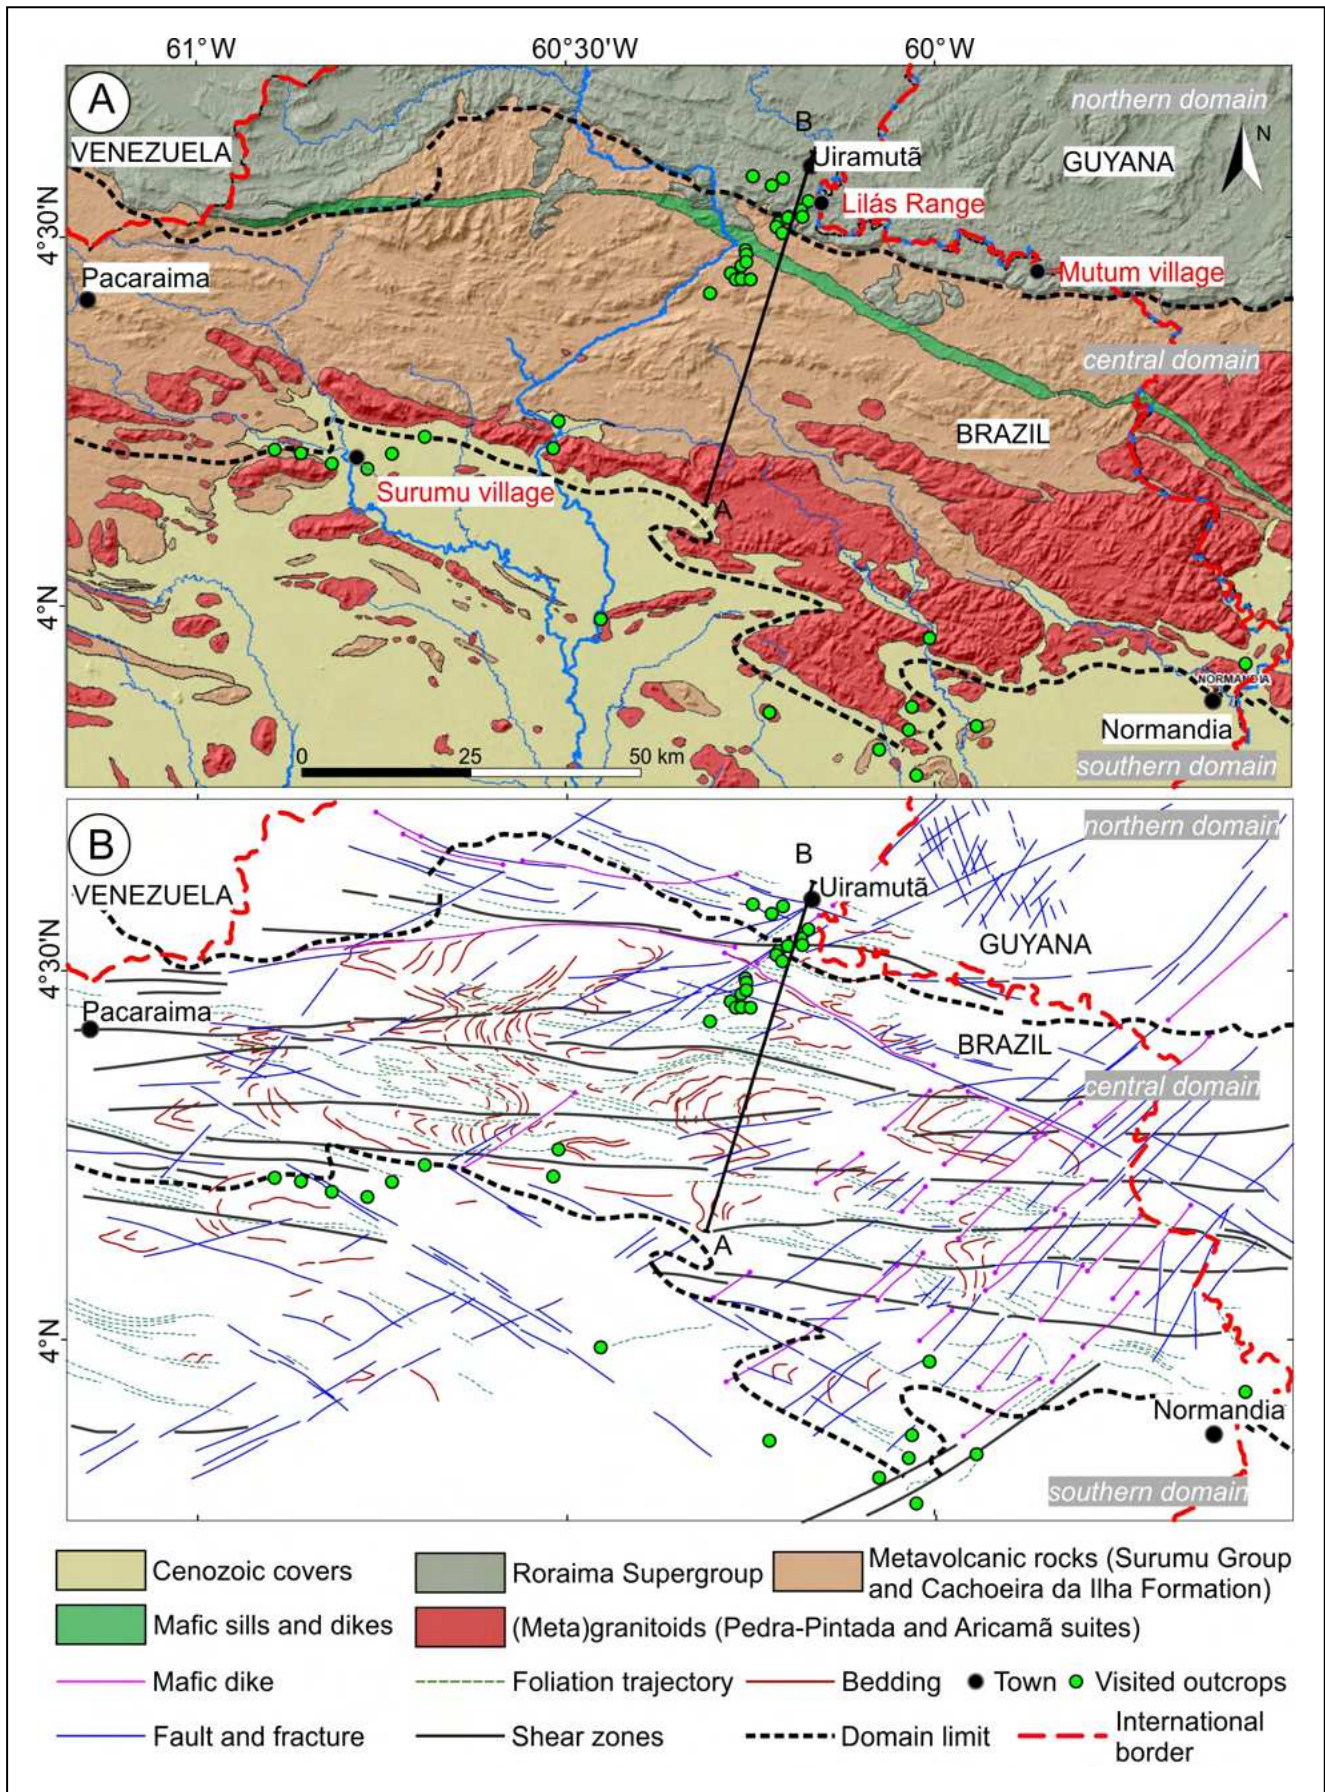 61°W 60°30'W 60°W
A
northern domain
B
N
VENEZUELA
Uiramutã
GUYANA
Lilás Range
4°30'N
Mutum village
Pacaraima
central domain
BRAZIL
Surumu village
A
4°N
NORMANDIA
Normandia
0 25 50 km
southern domain
B
northern domain
B
VENEZUELA
Uiramutã
GUYANA
4°30'N
Pacaraima
BRAZIL
central domain
A
4°N
Normandia
southern domain
Cenozoic covers
Roraima Supergroup
Metavolcanic rocks (Surumu Group
and Cachoeira da Ilha Formation)
Mafic sills and dikes
(Meta)granitoids (Pedra-Pintada and Aricamã suites)
Mafic dike
Foliation trajectory
Bedding
Town
Visited outcrops
Fault and fracture
Shear zones
Domain limit
International
border